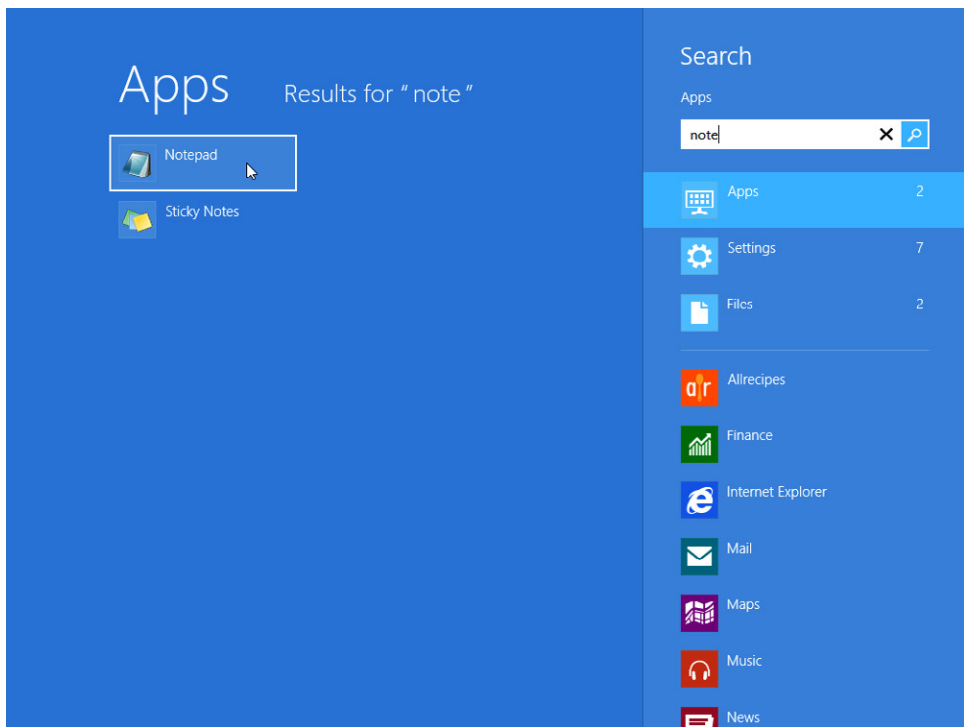 Apps Results for "note"
Notepad
Sticky Notes
Search
Apps
note
Apps 2
Settings 7
Files 2
Allrecipes
Finance
Internet Explorer
Mail
Maps
Music
News